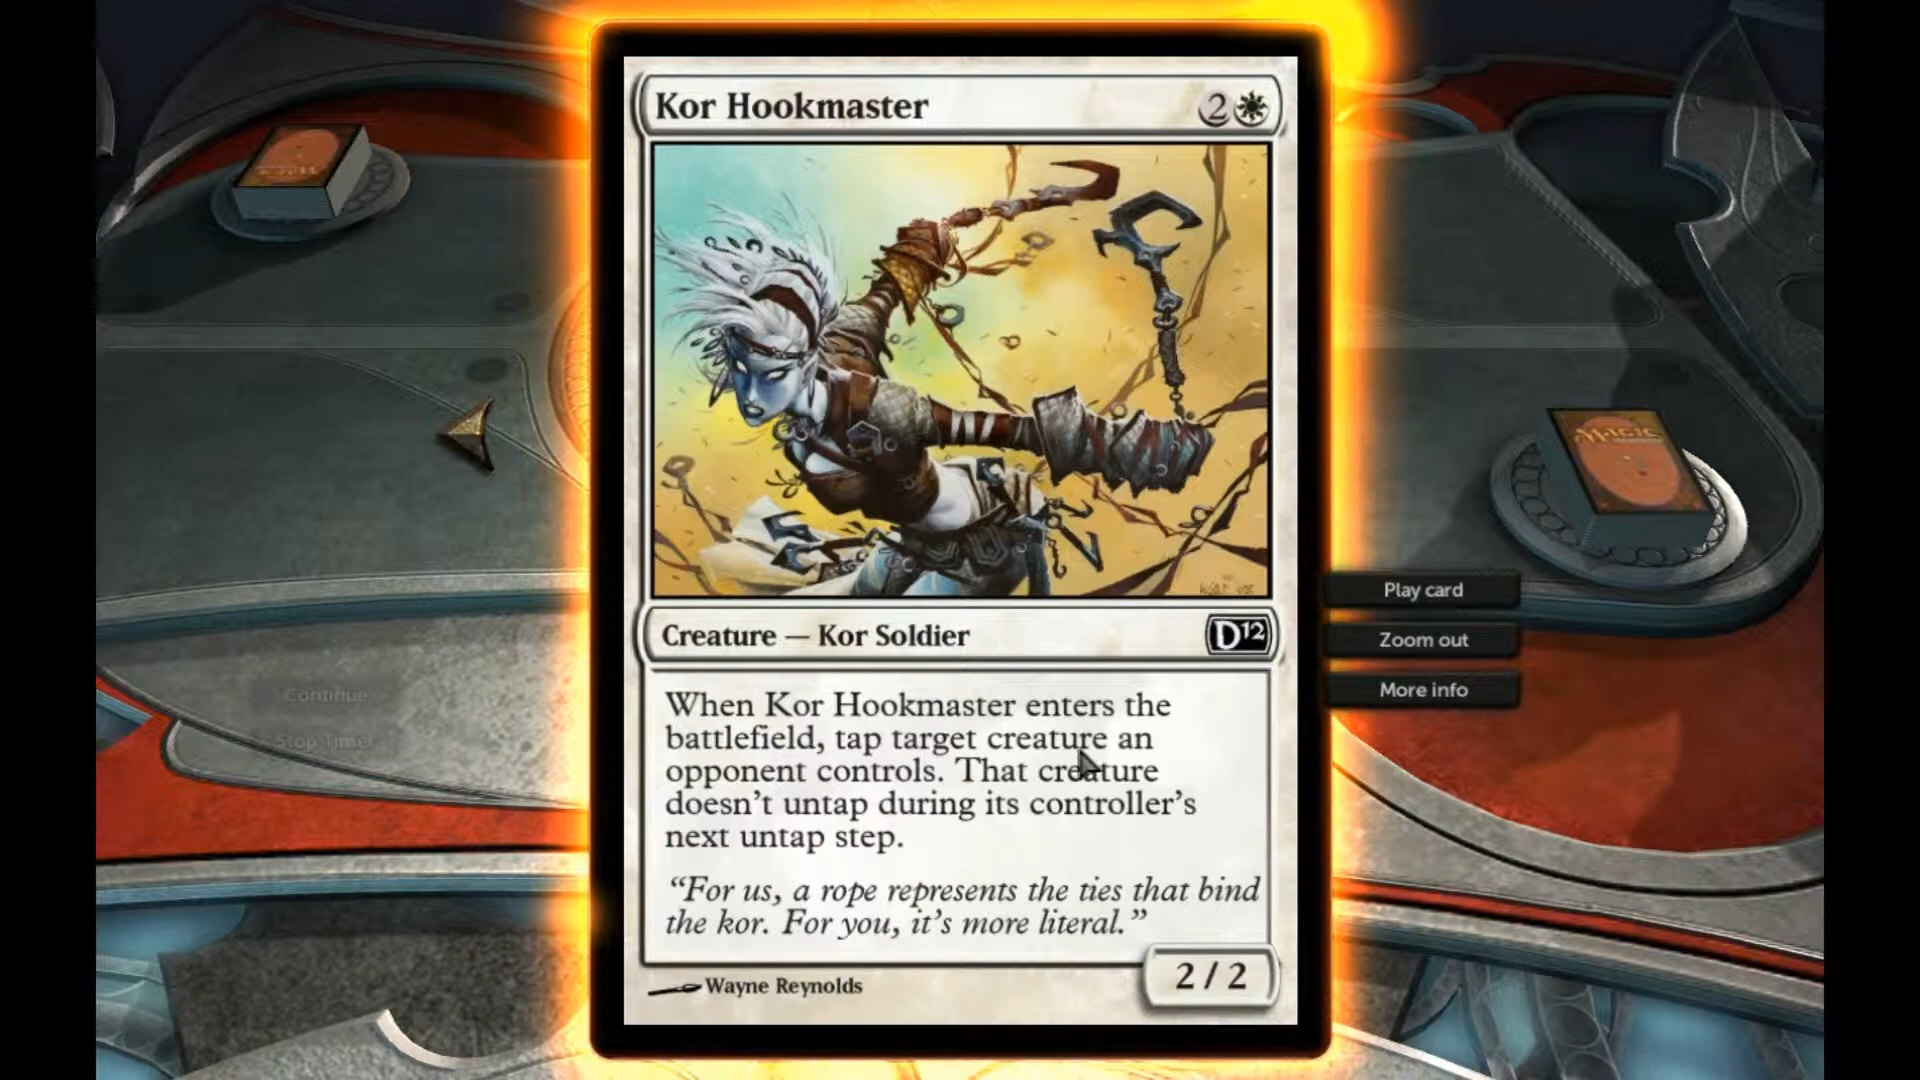 Kor Hookmaster
2
MAGIC
Play card
Zoom out
More info
Creature — Kor Soldier
D12
Continue
Stop Timer
When Kor Hookmaster enters the
battlefield, tap target creature an
opponent controls. That creature
doesn't untap during its controller's
next untap step.
“For us, a rope represents the ties that bind
the kor. For you, it's more literal.”
2 / 2
Wayne Reynolds